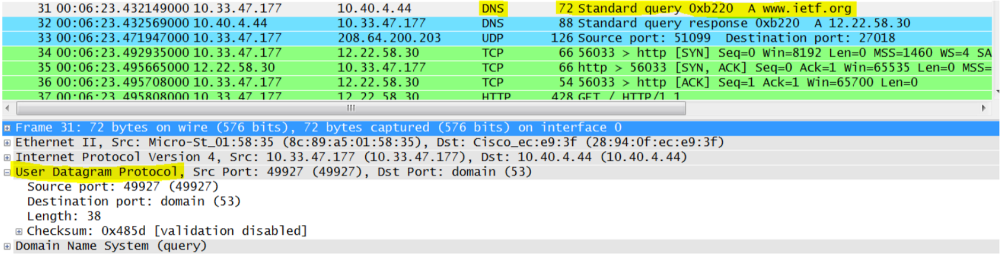 31 00:06:23.432149000 10.33.47.177 10.40.4.44 DNS 72 Standard query 0xb220 A www.ietf.org
32 00:06:23.432569000 10.40.4.44 10.33.47.177 DNS 88 Standard query response 0xb220 A 12.22.58.30
33 00:06:23.471947000 10.33.47.177 208.64.200.203 UDP 126 Source port: 51099 Destination port: 27018
34 00:06:23.492935000 10.33.47.177 12.22.58.30 TCP 66 56033 > http [SYN] Seq=0 Win=8192 Len=0 MSS=1460 WS=4 SA
35 00:06:23.495665000 12.22.58.30 10.33.47.177 TCP 66 http > 56033 [SYN, ACK] Seq=0 Ack=1 Win=65535 Len=0 MSS=
36 00:06:23.495708000 10.33.47.177 12.22.58.30 TCP 54 56033 > http [ACK] Seq=1 Ack=1 Win=65700 Len=0
37 00:06:23.495808000 10.33.47.177 12.22.58.30 HTTP 428 GET / HTTP/1.1
Frame 31: 72 bytes on wire (576 bits), 72 bytes captured (576 bits) on interface 0
Ethernet II, Src: Micro-St_01:58:35 (8c:89:a5:01:58:35), Dst: Cisco_ec:e9:3f (28:94:0f:ec:e9:3f)
Internet Protocol Version 4, Src: 10.33.47.177 (10.33.47.177), Dst: 10.40.4.44 (10.40.4.44)
User Datagram Protocol, Src Port: 49927 (49927), Dst Port: domain (53)
Source port: 49927 (49927)
Destination port: domain (53)
Length: 38
Checksum: 0x485d [validation disabled]
Domain Name System (query)